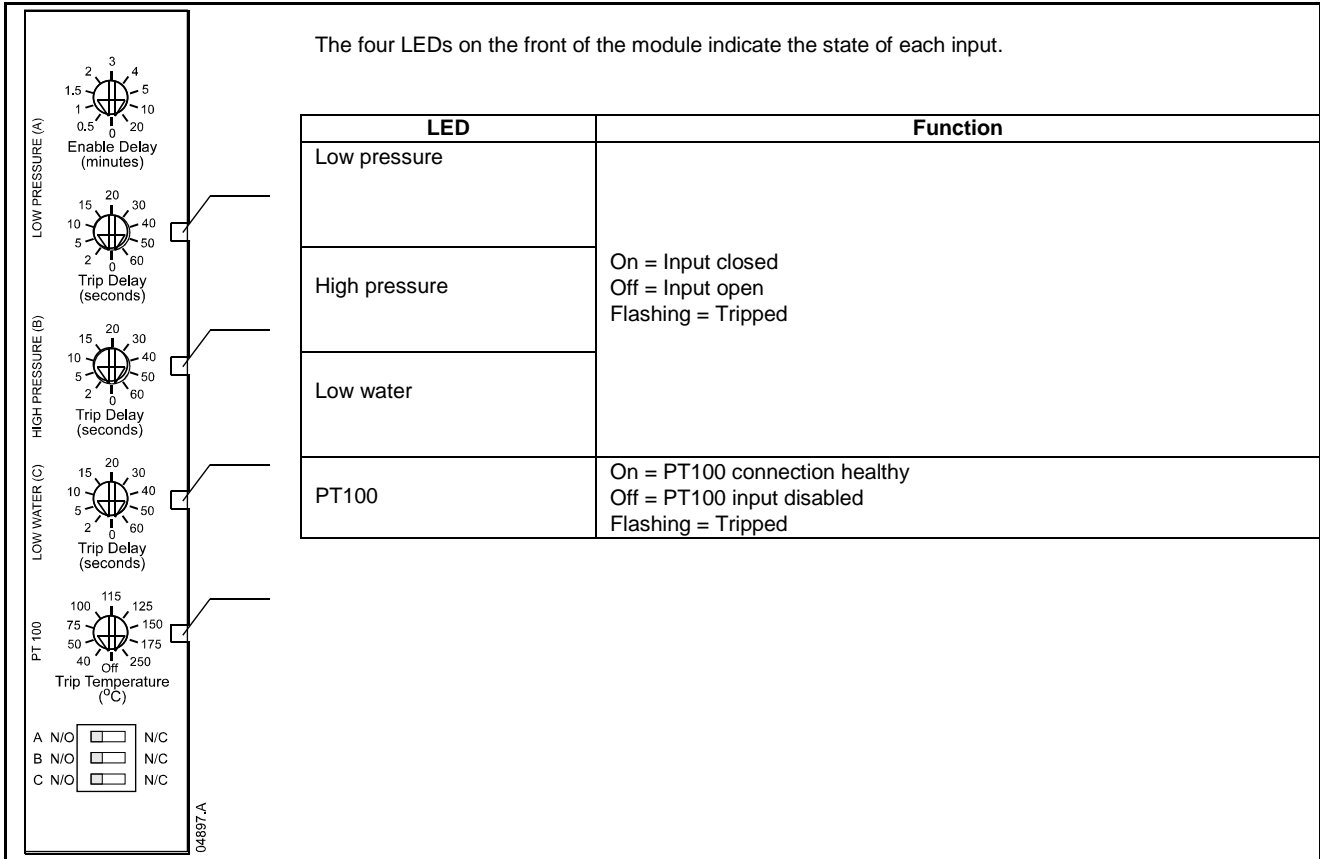 The four LEDs on the front of the module indicate the state of each input.
LOW PRESSURE (A)
0.5 1 1.5 2 3 4 5 10 20 0
Enable Delay
(minutes)
2 5 10 15 20 30 40 50 60 0
Trip Delay
(seconds)
HIGH PRESSURE (B)
2 5 10 15 20 30 40 50 60 0
Trip Delay
(seconds)
LOW WATER (C)
2 5 10 15 20 30 40 50 60 0
Trip Delay
(seconds)
PT 100
40 50 75 100 115 125 150 175 250 Off
Trip Temperature
(°C)
A N/O N/C
B N/O N/C
C N/O N/C
04897.A
LED Function
Low pressure
High pressure
Low water
On = Input closed
Off = Input open
Flashing = Tripped
PT100
On = PT100 connection healthy
Off = PT100 input disabled
Flashing = Tripped